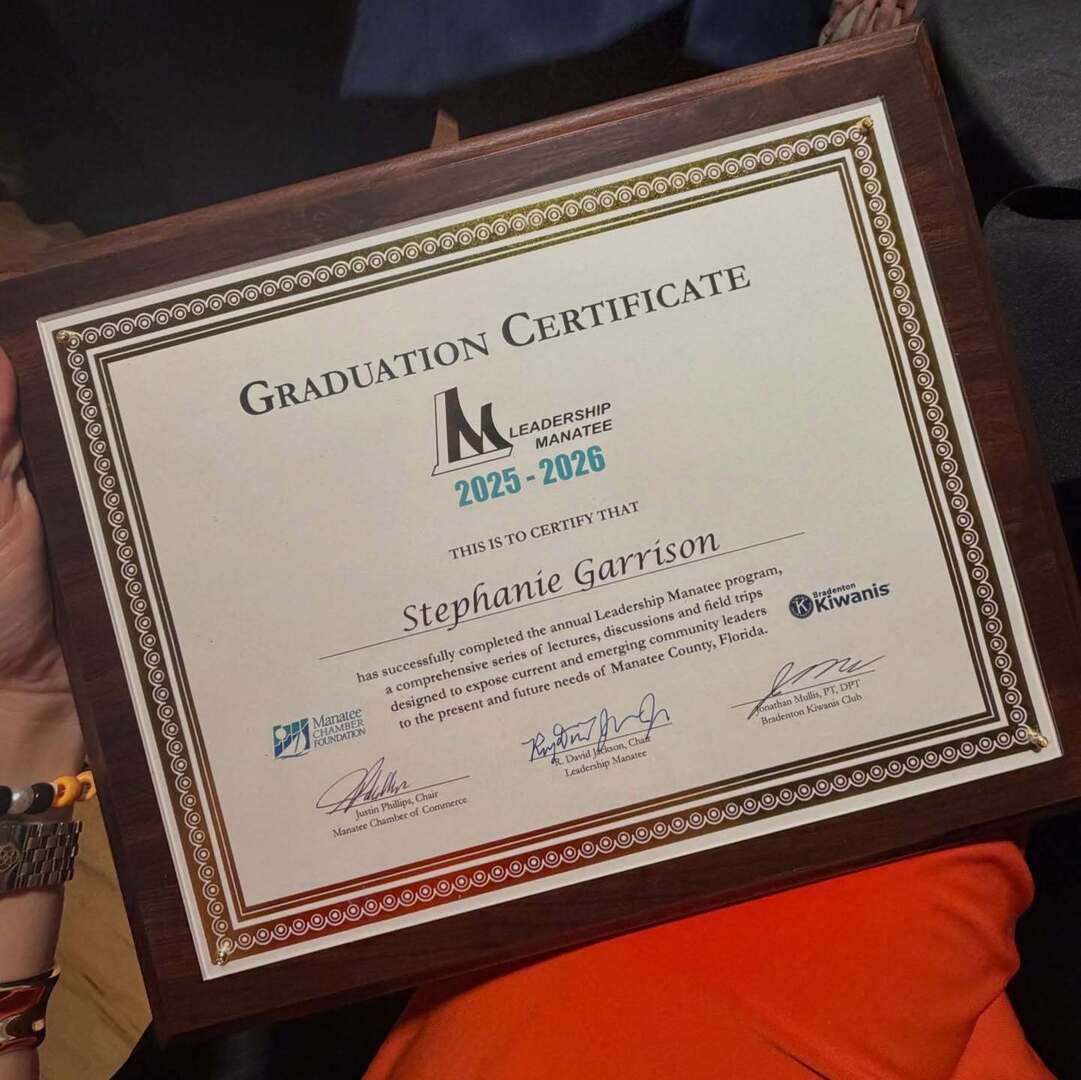 GRADUATION CERTIFICATE
LEADERSHIP
MANATEE
2025 - 2026
THIS IS TO CERTIFY THAT
Stephanie Garrison
has successfully completed the annual Leadership Manatee program,
a comprehensive series of lectures, discussions and field trips
designed to expose current and emerging community leaders
to the present and future needs of Manatee County, Florida.
Bradenton
Kiwanis
Manatee
CHAMBER
FOUNDATION
Justin Phillips, Chair
Manatee Chamber of Commerce
R. David Jackson, Chair
Leadership Manatee
Jonathan Mullis, PT, DPT
Bradenton Kiwanis Club